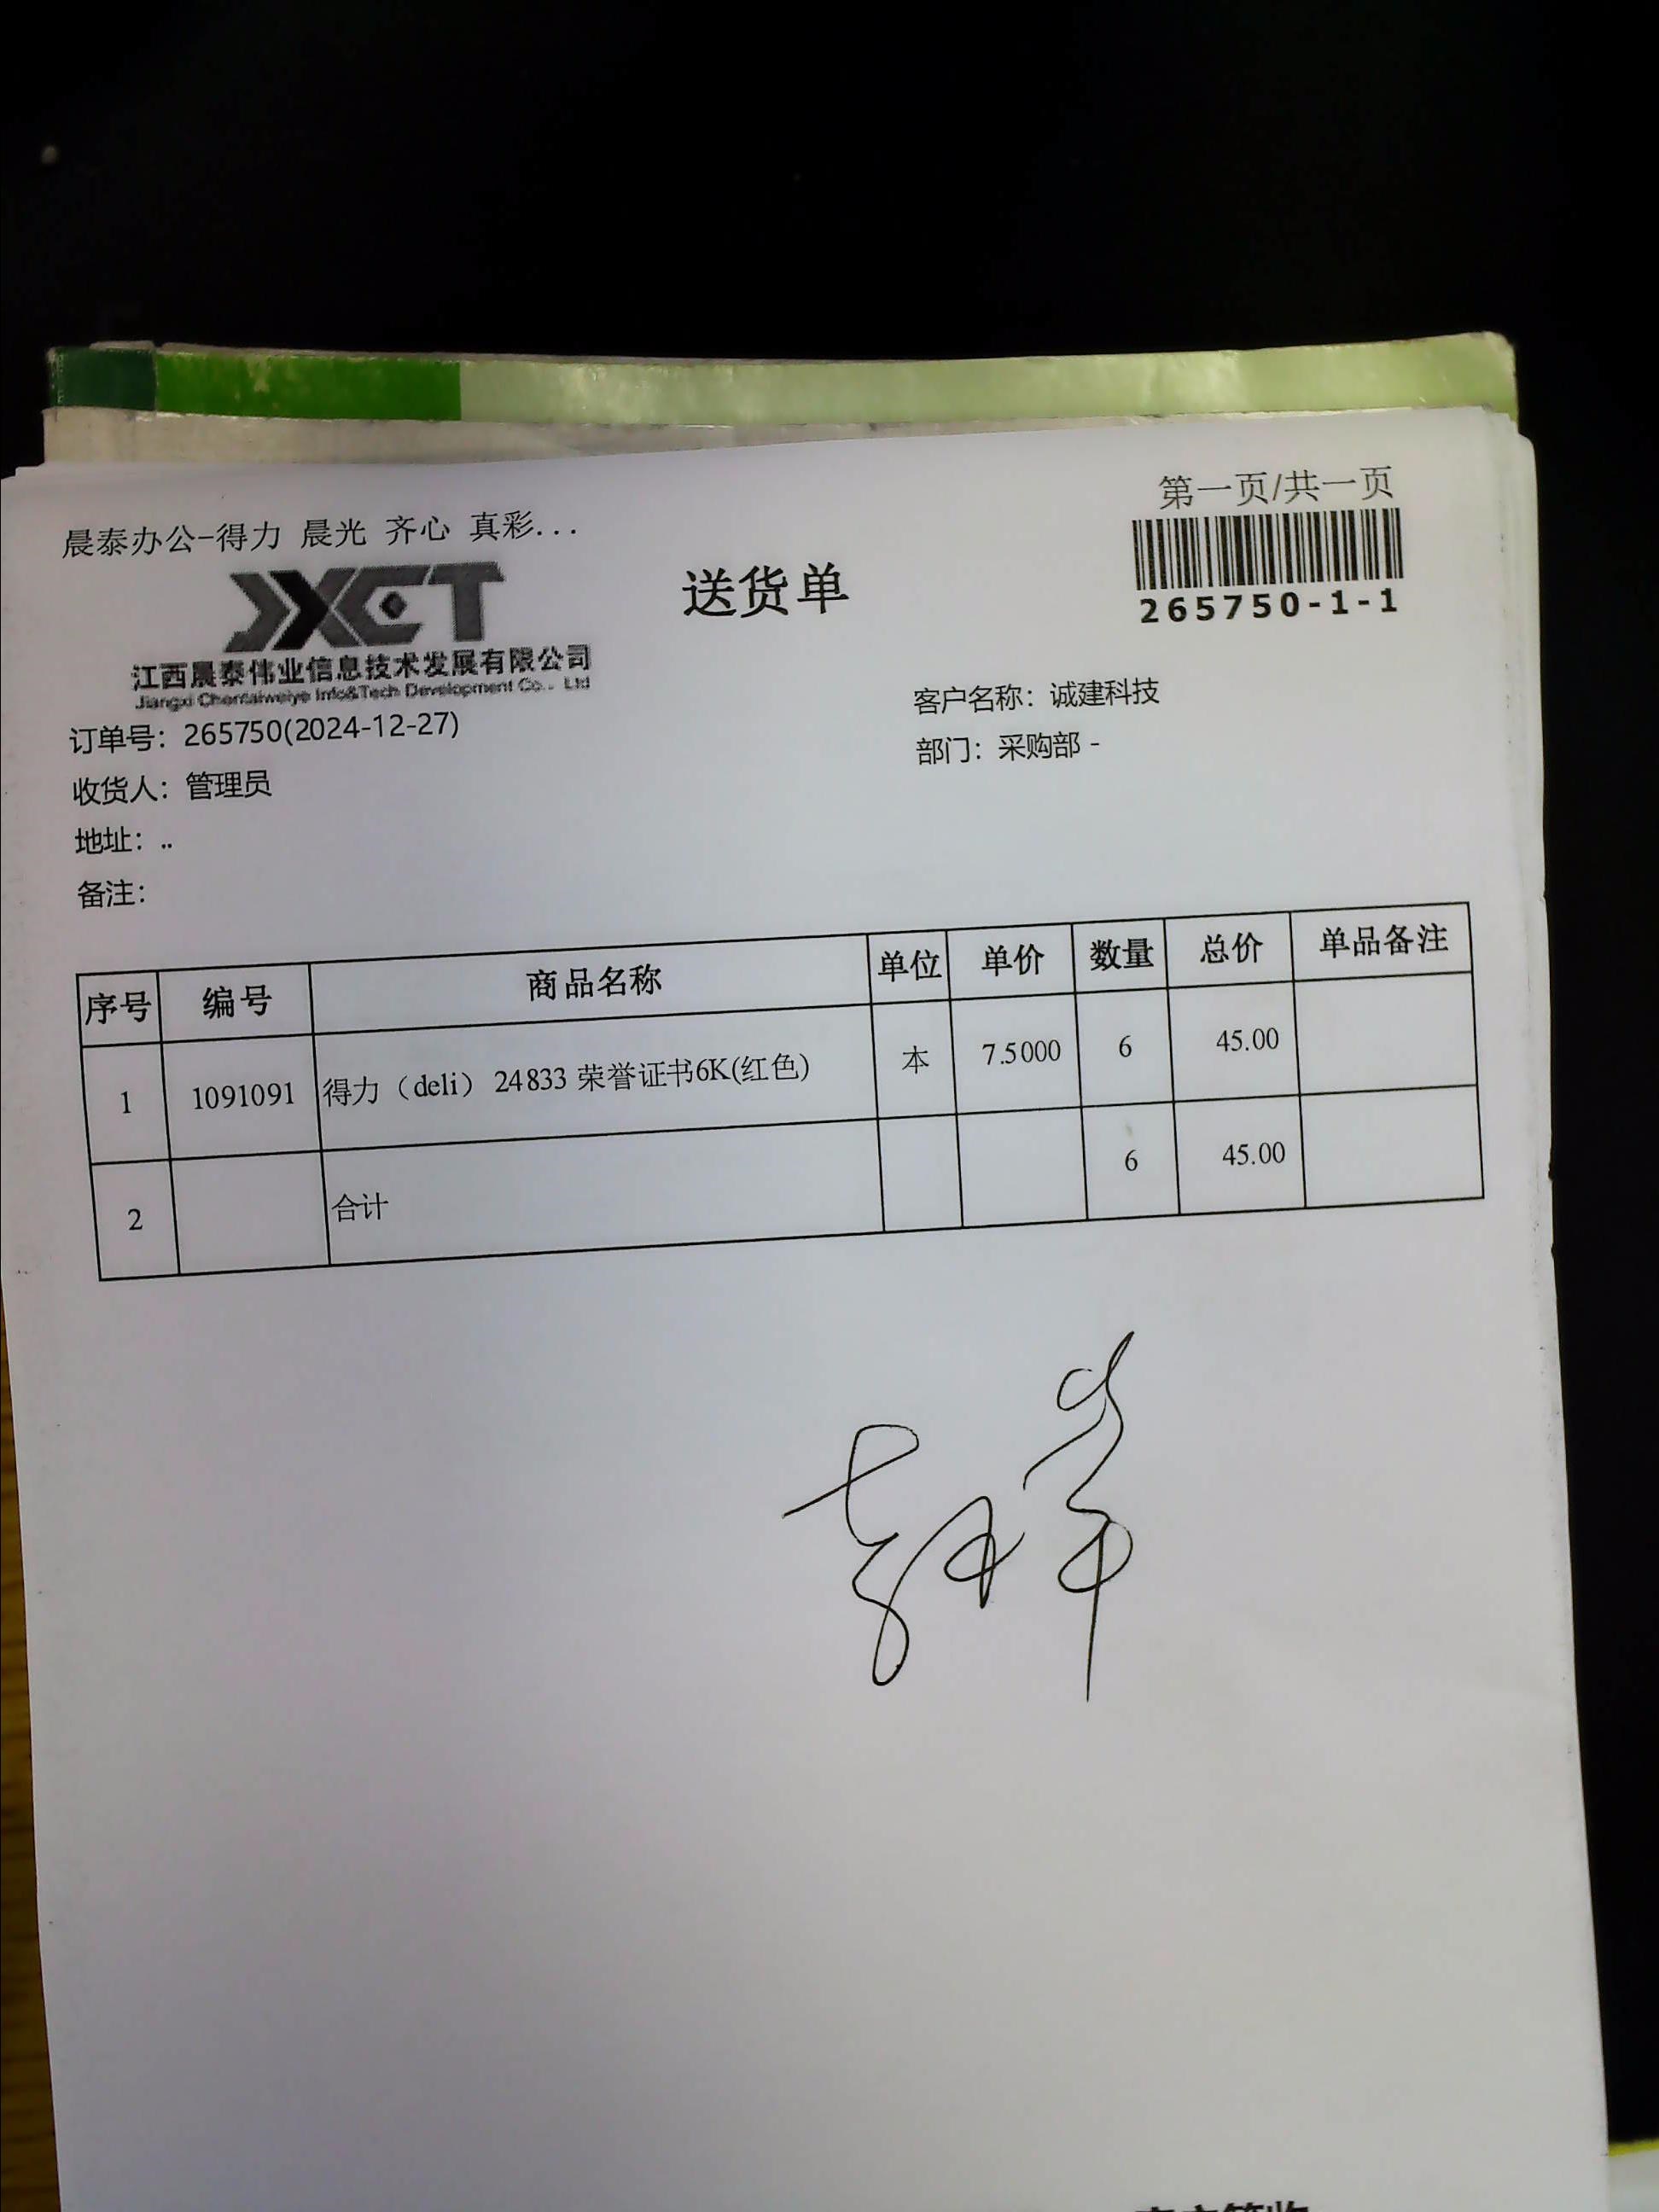 第一页/共一页
晨泰办公-得力 晨光 齐心 真彩...
JXCT
送货单
265750-1-1
江西晨泰伟业信息技术发展有限公司
Jiangxi Chentaiweiye Info&Tech Development Co., Ltd
客户名称：诚建科技
订单号：265750(2024-12-27)
部门：采购部 -
收货人：管理员
地址：..
备注：
序号 编号 商品名称 单位 单价 数量 总价 单品备注
1 1091091 得力（deli） 24833 荣誉证书6K(红色) 本 7.5000 6 45.00
2 合计 6 45.00